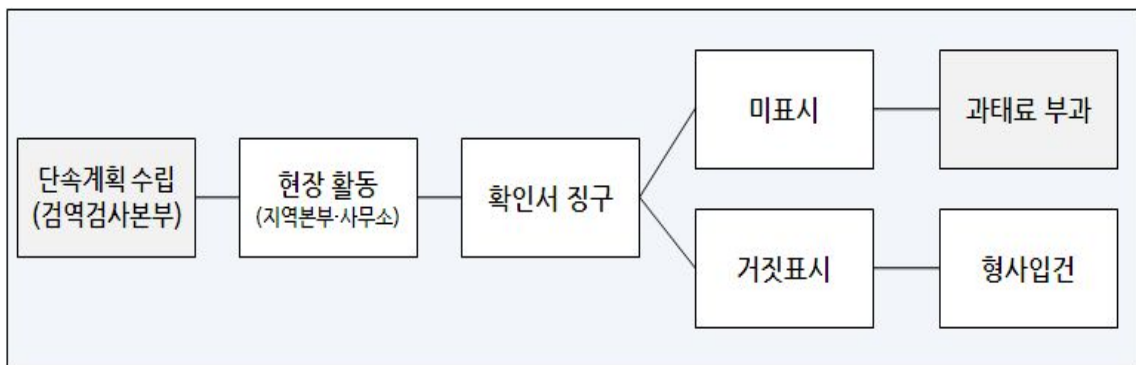 단속계획 수립
(검역검사본부)
현장 활동
(지역본부·사무소)
확인서 징구
미표시
과태료 부과
거짓표시
형사입건